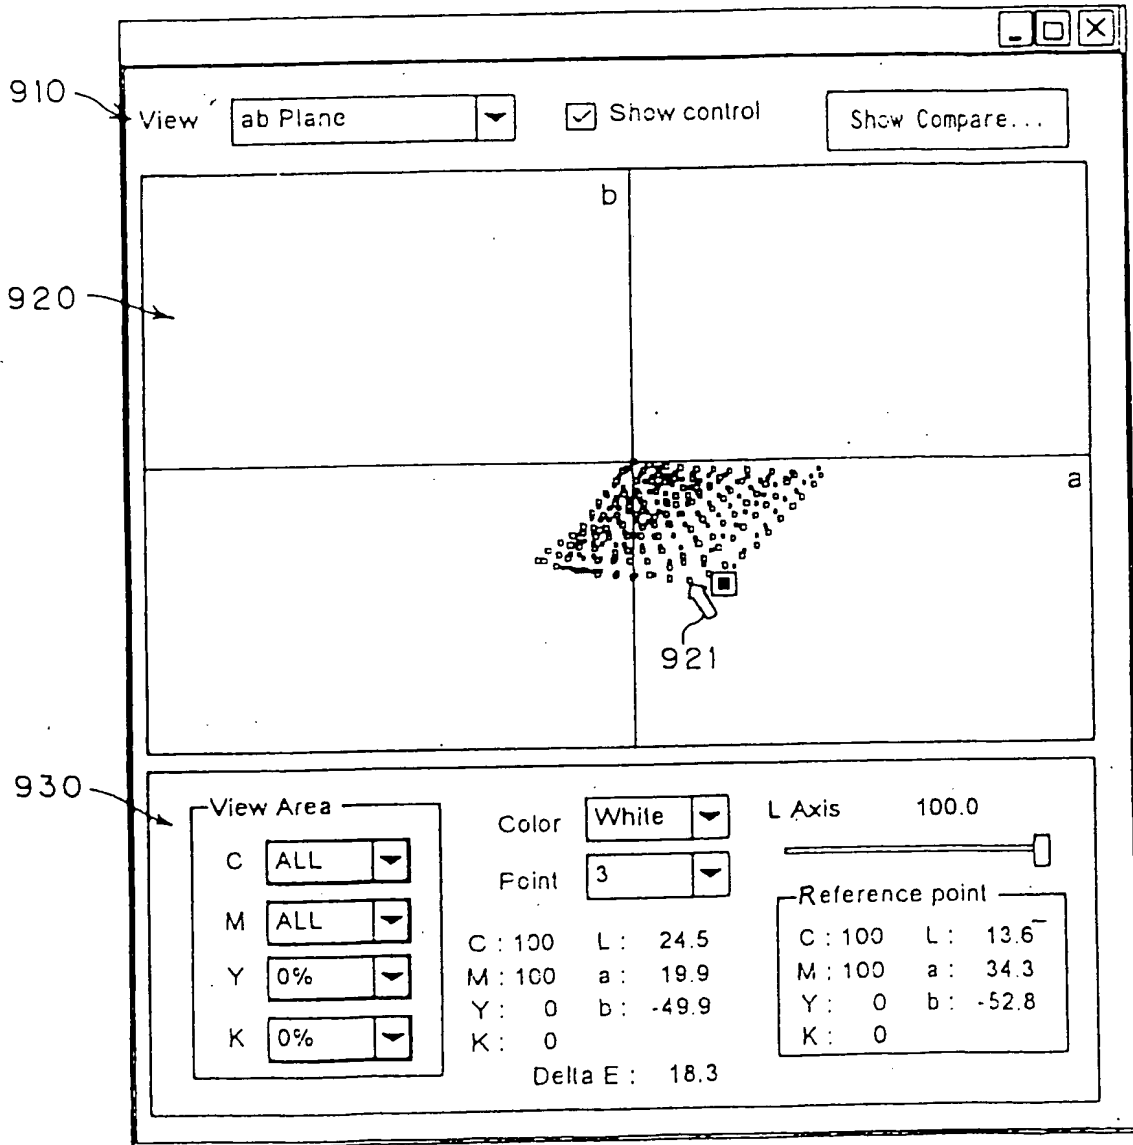 910
View ab Plane Show control Show Compare...
b
920
a
921
930
View Area
C ALL
M ALL
Y 0%
K 0%
Color White
Point 3
C : 100 L : 24.5
M : 100 a : 19.9
Y : 0 b : -49.9
K : 0
Delta E : 18.3
L Axis 100.0
Reference point
C : 100 L : 13.6
M : 100 a : 34.3
Y : 0 b : -52.8
K : 0